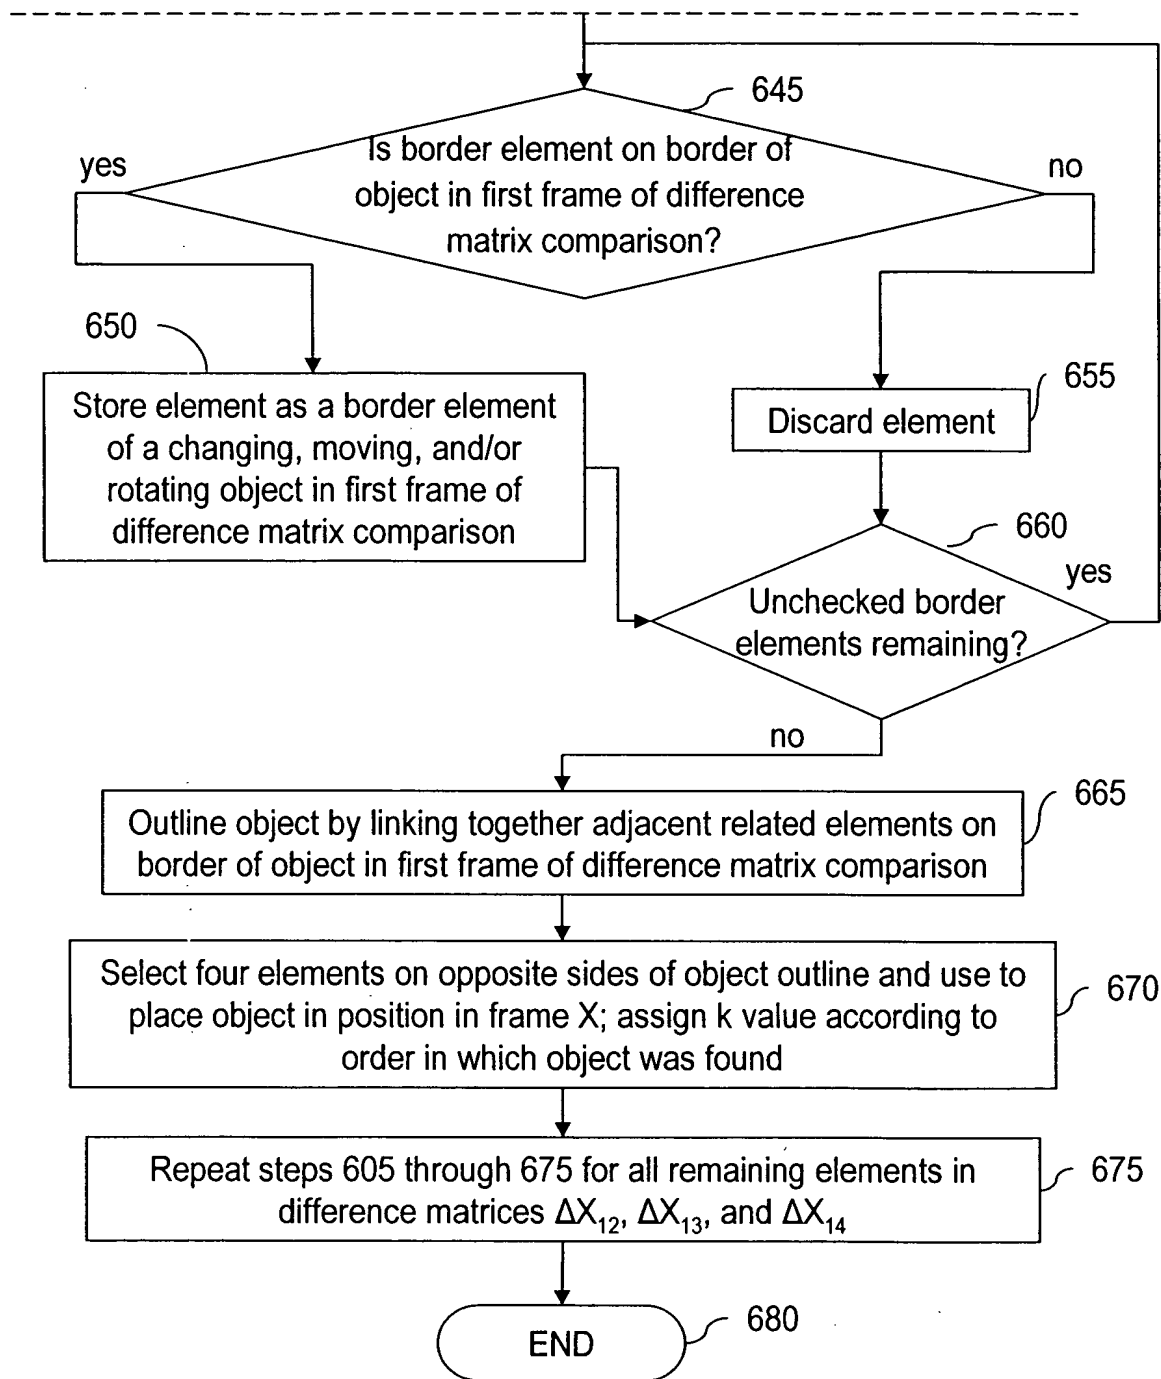 645
yes
Is border element on border of
object in first frame of difference
matrix comparison?
no
650
Store element as a border element
of a changing, moving, and/or
rotating object in first frame of
difference matrix comparison
655
Discard element
660
yes
Unchecked border
elements remaining?
no
665
Outline object by linking together adjacent related elements on
border of object in first frame of difference matrix comparison
Select four elements on opposite sides of object outline and use to
place object in position in frame X; assign k value according to
order in which object was found
670
Repeat steps 605 through 675 for all remaining elements in
difference matrices ΔX₁₂, ΔX₁₃, and ΔX₁₄
675
END
680